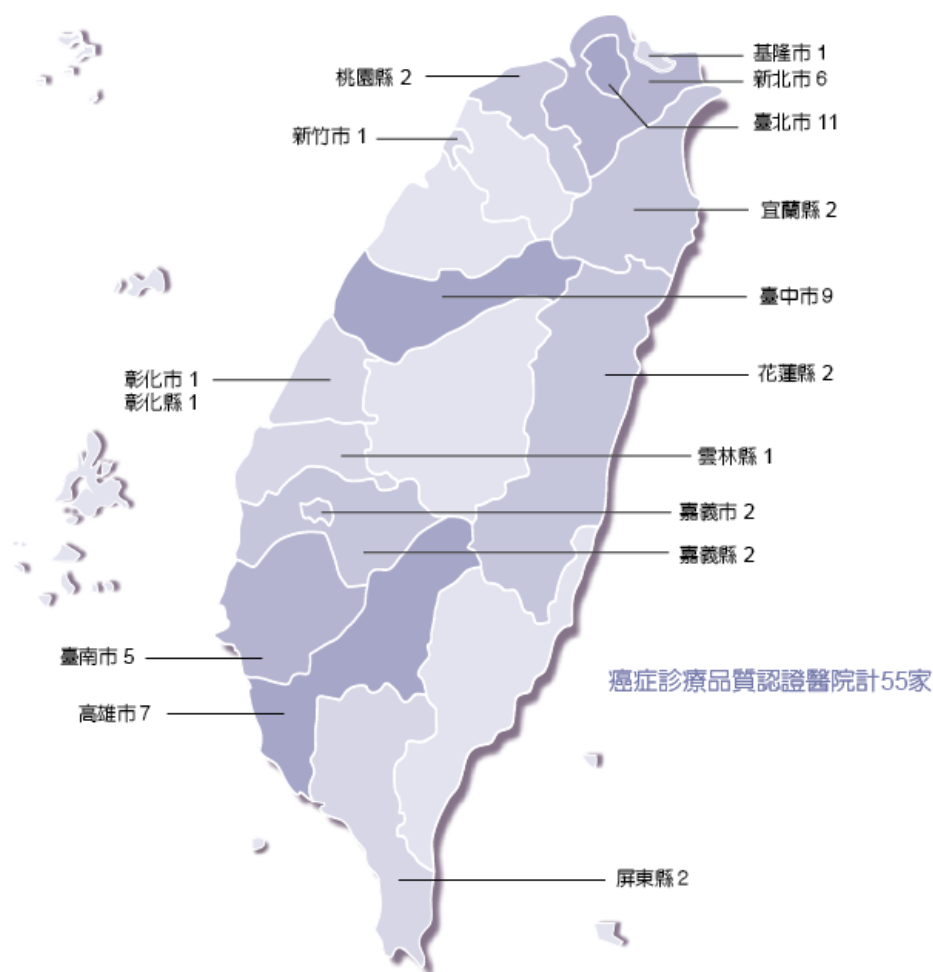 基隆市 1
桃園縣 2
新北市 6
臺北市 11
新竹市 1
宜蘭縣 2
臺中市 9
花蓮縣 2
彰化市 1
彰化縣 1
雲林縣 1
嘉義市 2
嘉義縣 2
臺南市 5
癌症診療品質認證醫院計55家
高雄市 7
屏東縣 2